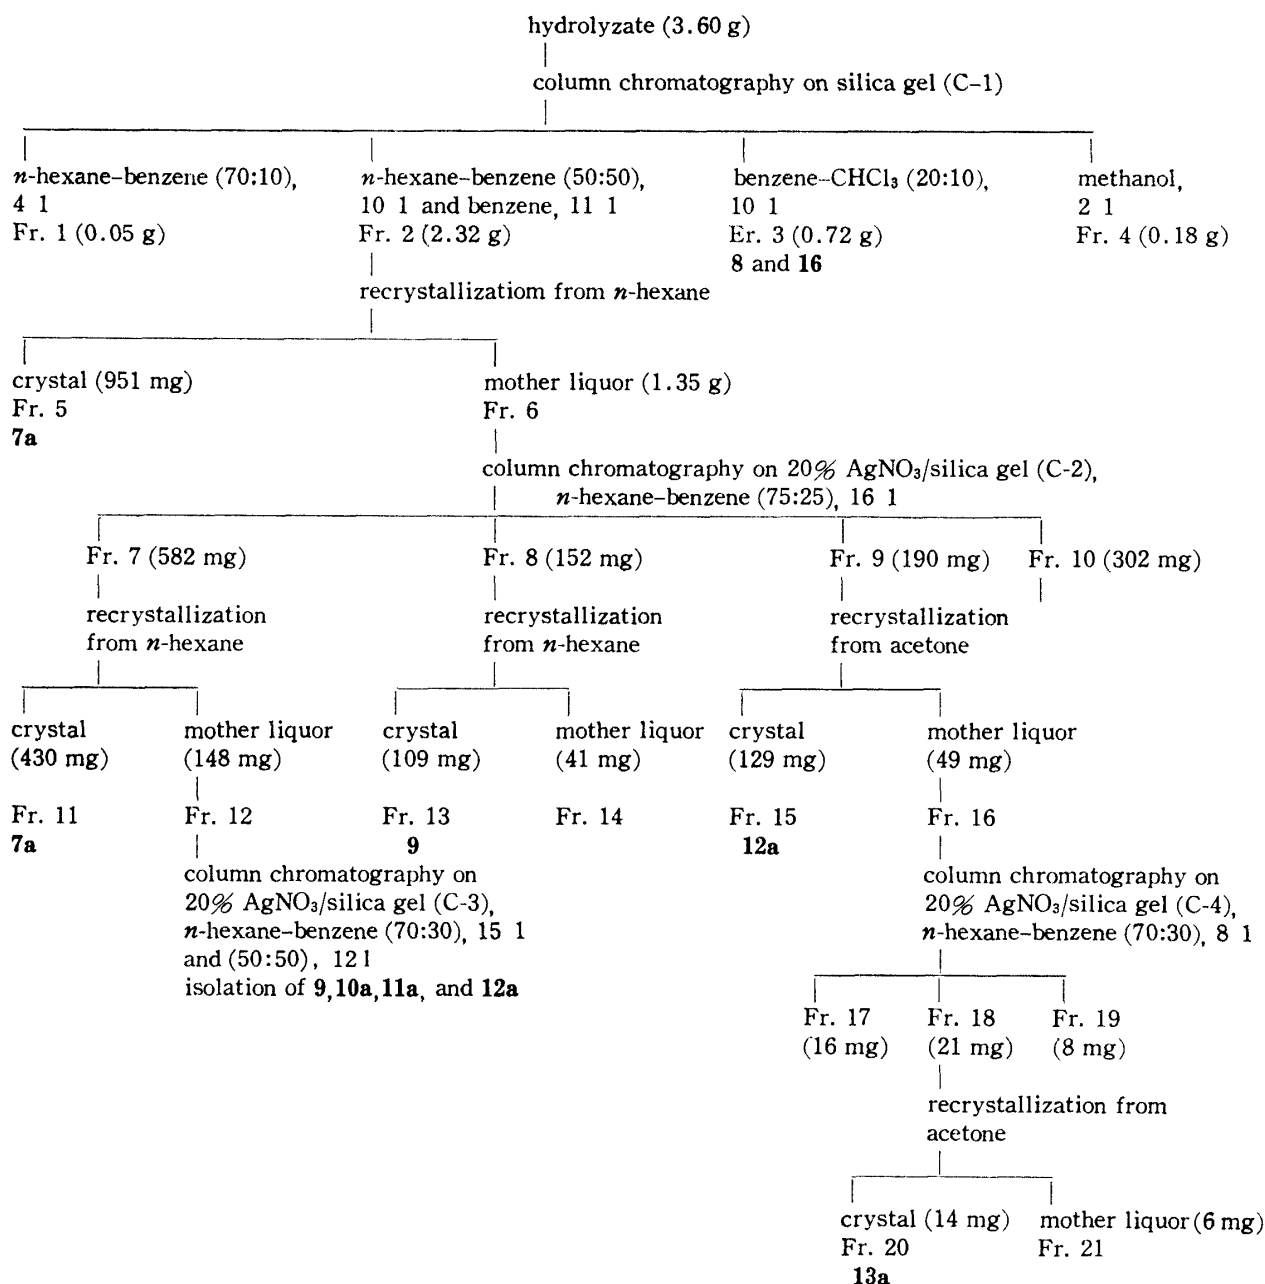 hydrolyzate (3.60 g)
column chromatography on silica gel (C-1)
n-hexane-benzene (70:10),
4 l
Fr. 1 (0.05 g)
n-hexane-benzene (50:50),
10 l and benzene, 11 l
Fr. 2 (2.32 g)
benzene-CHCl₃ (20:10),
10 l
Er. 3 (0.72 g)
8 and 16
methanol,
2 l
Fr. 4 (0.18 g)
recrystallizatiom from n-hexane
crystal (951 mg)
Fr. 5
7a
mother liquor (1.35 g)
Fr. 6
column chromatography on 20% AgNO₃/silica gel (C-2),
n-hexane-benzene (75:25), 16 l
Fr. 7 (582 mg)
Fr. 8 (152 mg)
Fr. 9 (190 mg)
Fr. 10 (302 mg)
recrystallization
from n-hexane
recrystallization
from n-hexane
recrystallization
from acetone
crystal
(430 mg)
Fr. 11
7a
mother liquor
(148 mg)
Fr. 12
crystal
(109 mg)
Fr. 13
9
mother liquor
(41 mg)
Fr. 14
crystal
(129 mg)
Fr. 15
12a
mother liquor
(49 mg)
Fr. 16
column chromatography on
20% AgNO₃/silica gel (C-3),
n-hexane-benzene (70:30), 15 l
and (50:50), 12 l
isolation of 9, 10a, 11a, and 12a
column chromatography on
20% AgNO₃/silica gel (C-4),
n-hexane-benzene (70:30), 8 l
Fr. 17
(16 mg)
Fr. 18
(21 mg)
Fr. 19
(8 mg)
recrystallization from
acetone
crystal (14 mg)
Fr. 20
13a
mother liquor (6 mg)
Fr. 21